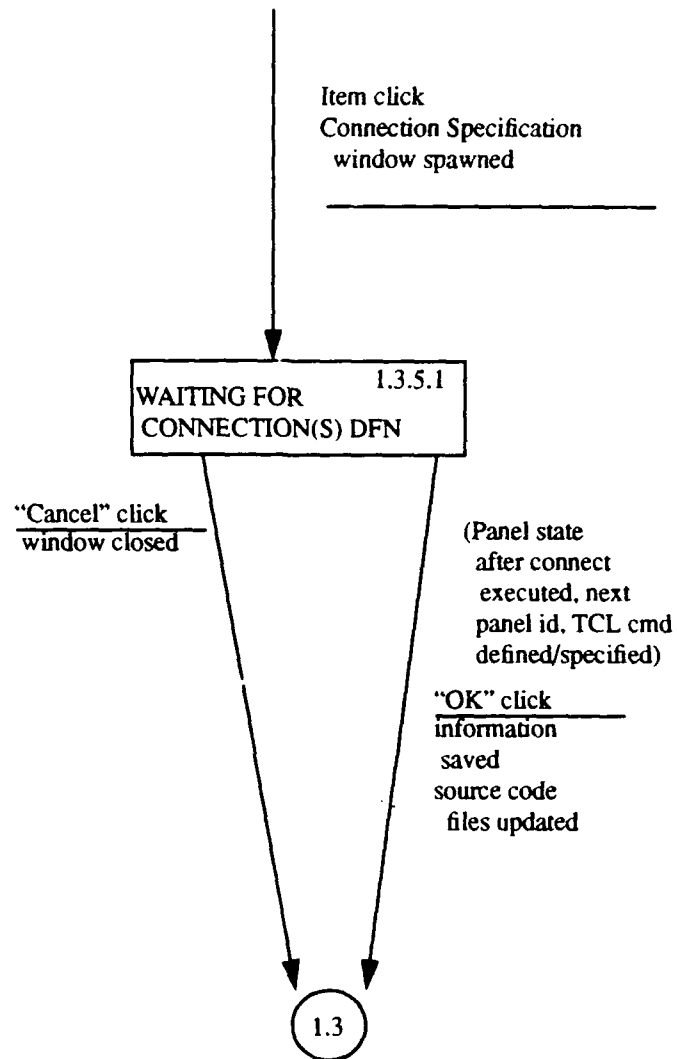 Item click
Connection Specification
window spawned
1.3.5.1
WAITING FOR
CONNECTION(S) DFN
“Cancel” click
window closed
(Panel state
after connect
executed, next
panel id, TCL cmd
defined/specified)
“OK” click
information
saved
source code
files updated
1.3